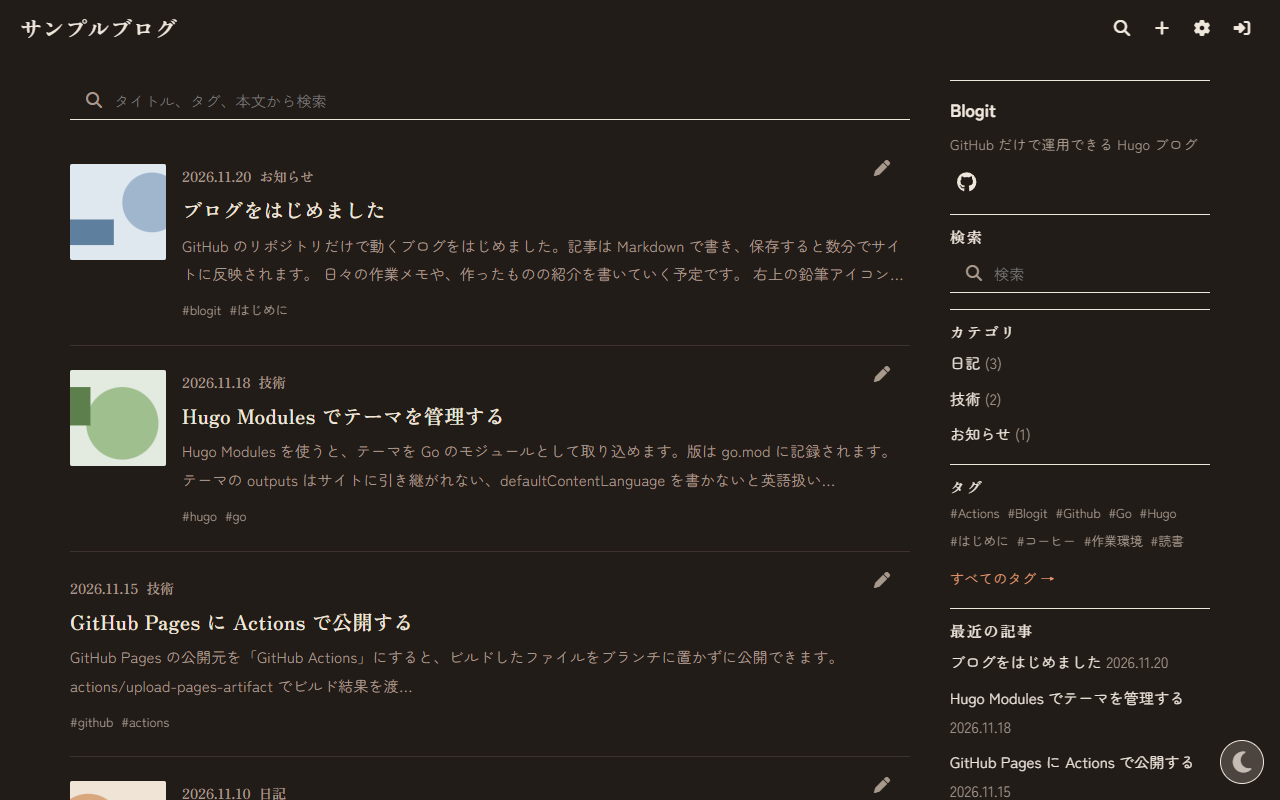 サンプルブログ
タイトル、タグ、本文から検索
2026.11.20 お知らせ
ブログをはじめました
GitHub のリポジトリだけで動くブログをはじめました。記事は Markdown で書き、保存すると数分でサイ
トに反映されます。 日々の作業メモや、作ったものの紹介を書いていく予定です。 右上の鉛筆アイコン…
#blogit #はじめに
2026.11.18 技術
Hugo Modules でテーマを管理する
Hugo Modules を使うと、テーマを Go のモジュールとして取り込めます。版は go.mod に記録されます。
テーマの outputs はサイトに引き継がれない、defaultContentLanguage を書かないと英語扱い…
#hugo #go
2026.11.15 技術
GitHub Pages に Actions で公開する
GitHub Pages の公開元を「GitHub Actions」にすると、ビルドしたファイルをブランチに置かずに公開できます。
actions/upload-pages-artifact でビルド結果を渡…
#github #actions
2026.11.10 日記
Blogit
GitHub だけで運用できる Hugo ブログ
検索
検索
カテゴリ
日記 (3)
技術 (2)
お知らせ (1)
タグ
#Actions #Blogit #Github #Go #Hugo
#はじめに #コーヒー #作業環境 #読書
すべてのタグ →
最近の記事
ブログをはじめました 2026.11.20
Hugo Modules でテーマを管理する
2026.11.18
GitHub Pages に Actions で公開する
2026.11.15